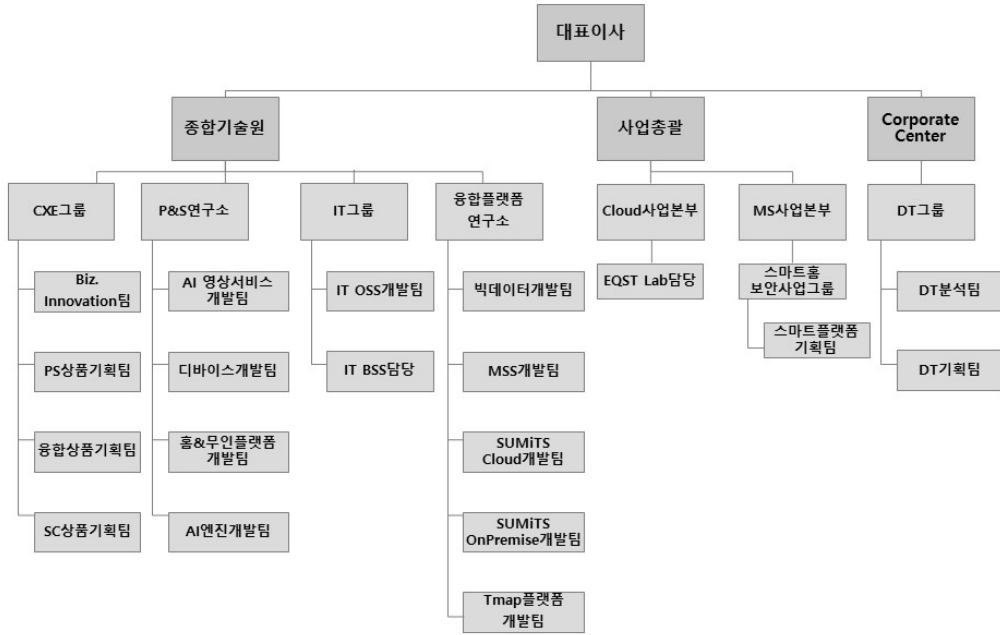 대표이사
종합기술원
사업총괄
Corporate
Center
CXE그룹
P&S연구소
IT그룹
융합플랫폼
연구소
Cloud사업본부
MS사업본부
DT그룹
Biz.
Innovation팀
AI 영상서비스
개발팀
IT OSS개발팀
빅데이터개발팀
EQST Lab담당
스마트홈
보안사업그룹
DT분석팀
스마트플랫폼
기획팀
PS상품기획팀
디바이스개발팀
IT BSS담당
MSS개발팀
DT기획팀
융합상품기획팀
홈&무인플랫폼
개발팀
SUMiTS
Cloud개발팀
SC상품기획팀
AI엔진개발팀
SUMiTS
OnPremise개발팀
Tmap플랫폼
개발팀